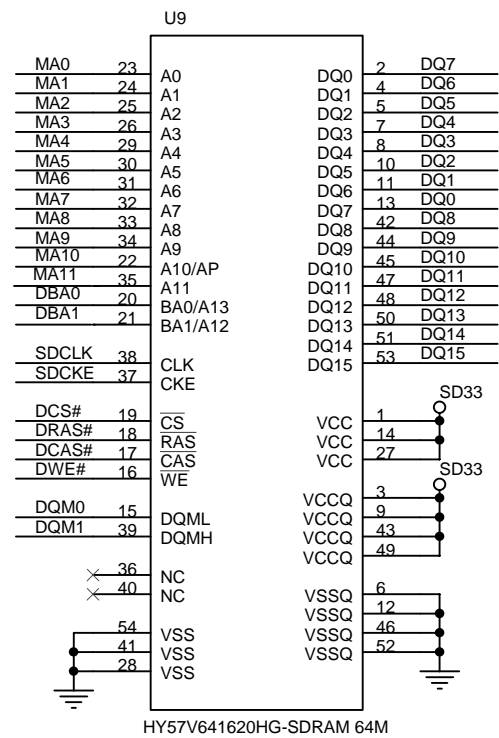 U9
MA0 23 A0 DQ0 2 DQ7
MA1 24 A1 DQ1 4 DQ6
MA2 25 A2 DQ2 5 DQ5
MA3 26 A3 DQ3 7 DQ4
MA4 29 A4 DQ4 8 DQ3
MA5 30 A5 DQ5 10 DQ2
MA6 31 A6 DQ6 11 DQ1
MA7 32 A7 DQ7 13 DQ0
MA8 33 A8 DQ8 42 DQ8
MA9 34 A9 DQ9 44 DQ9
MA10 22 A10/AP DQ10 45 DQ10
MA11 35 A11 DQ11 47 DQ11
DBA0 20 BA0/A13 DQ12 48 DQ12
DBA1 21 BA1/A12 DQ13 50 DQ13
DQ14 51 DQ14
SDCLK 38 CLK DQ15 53 DQ15
SDCKE 37 CKE
SD33
DCS# 19 CS VCC 1
DRAS# 18 RAS VCC 14
DCAS# 17 CAS VCC 27
DWE# 16 WE
SD33
VCCQ 3
DQM0 15 DQML VCCQ 9
DQM1 39 DQMH VCCQ 43
VCCQ 49
36 NC
40 NC VSSQ 6
VSSQ 12
54 VSS VSSQ 46
41 VSS VSSQ 52
28 VSS
HY57V641620HG-SDRAM 64M